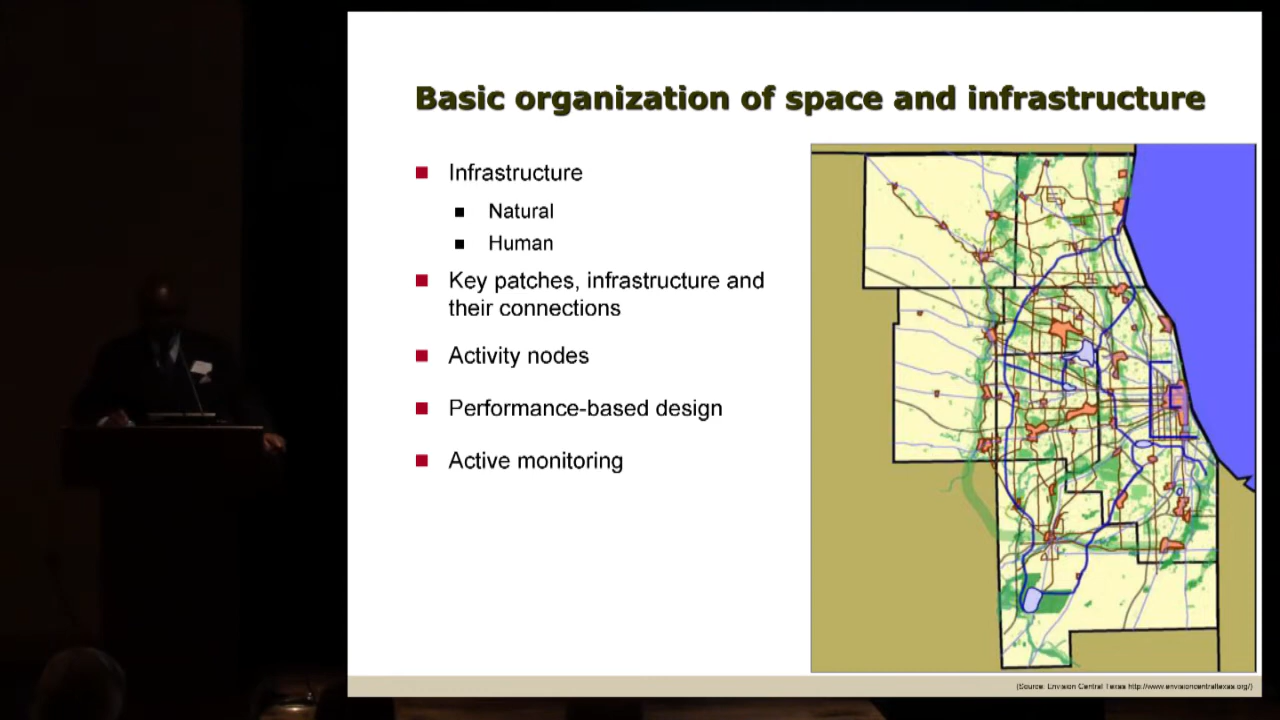 Basic organization of space and infrastructure
Infrastructure
Natural
Human
Key patches, infrastructure and
their connections
Activity nodes
Performance-based design
Active monitoring
(Source: Envision Central Texas http://www.envisioncentraltexas.org/)